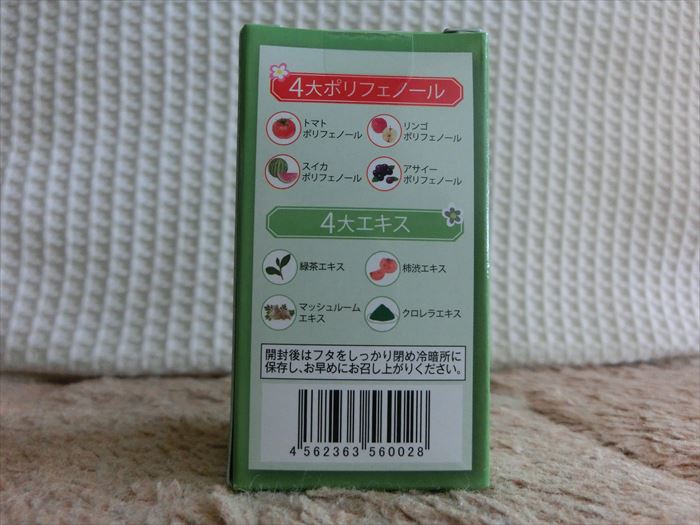 4大ポリフェノール
トマト
ポリフェノール
リンゴ
ポリフェノール
スイカ
ポリフェノール
アサイー
ポリフェノール
4大エキス
緑茶エキス
柿渋エキス
マッシュルーム
エキス
クロレラエキス
開封後はフタをしっかり閉め冷暗所に
保存し、お早めにお召し上がりください。
4 562363 560028